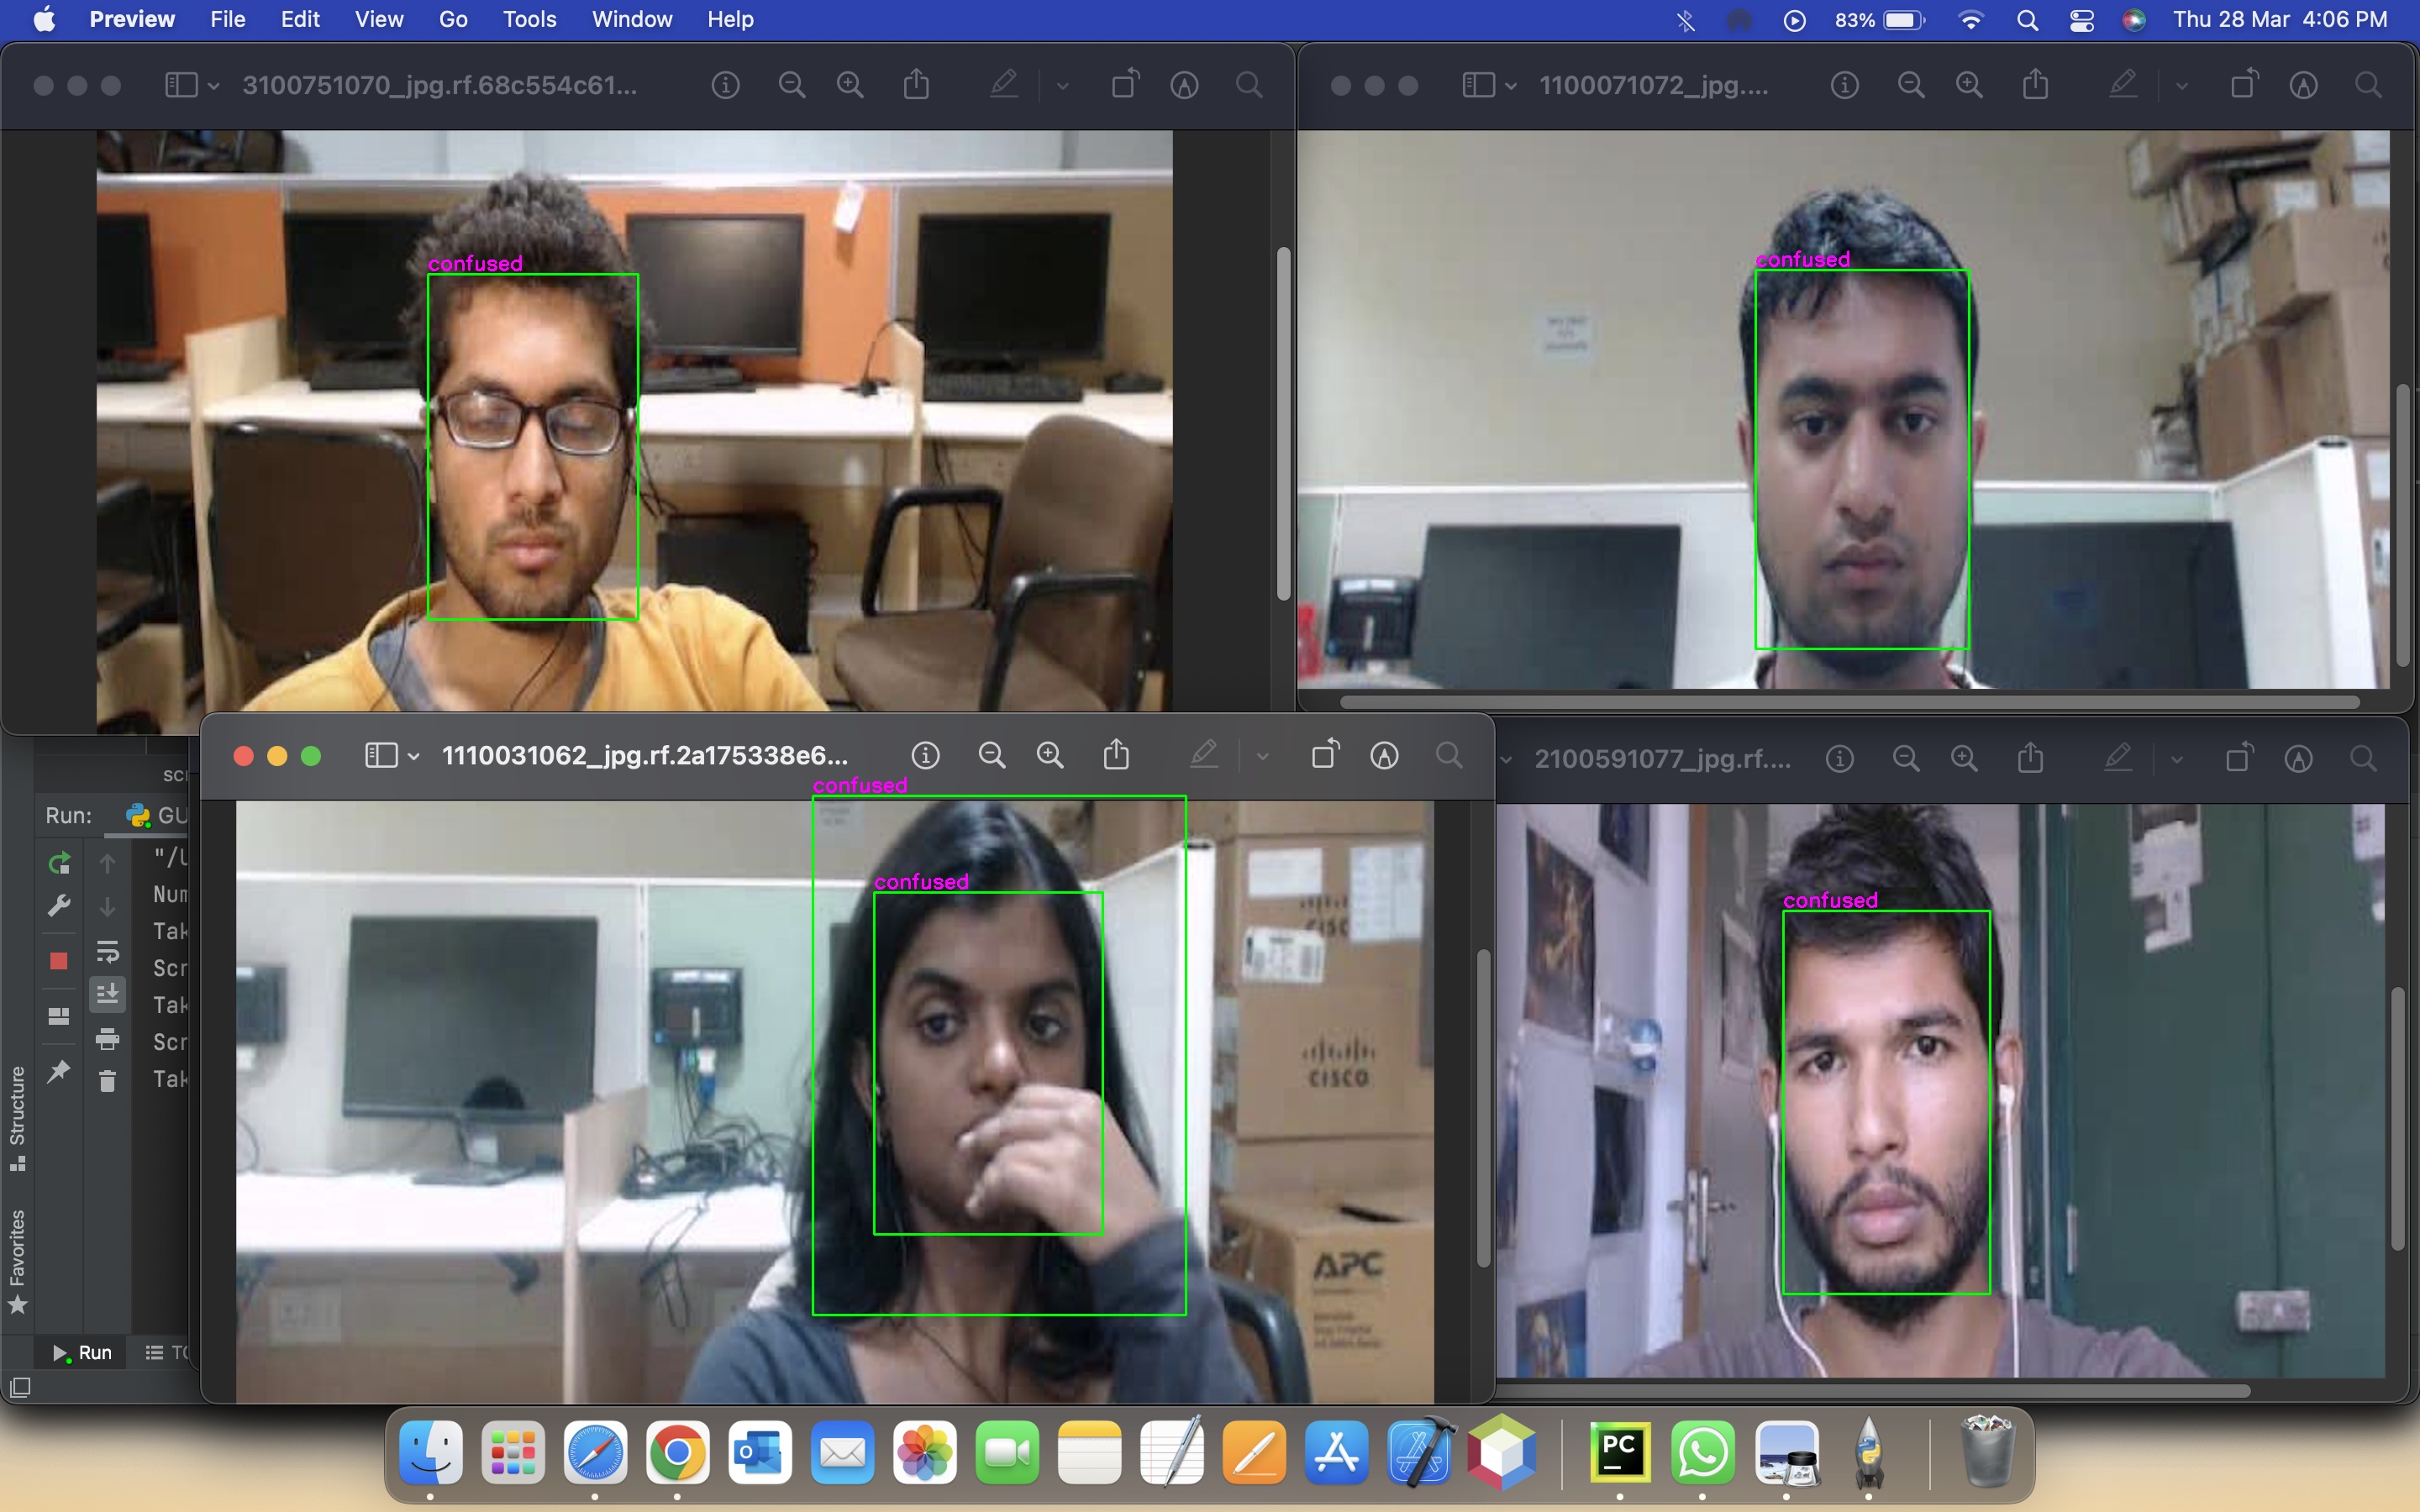 Preview File Edit View Go Tools Window Help 83% Thu 28 Mar 4:06 PM
3100751070_jpg.rf.68c554c61...
1100071072_jpg....
confused
confused
1110031062_jpg.rf.2a175338e6...
2100591077_jpg.rf....
confused
confused
confused
Run: GU
"/U
Num
Tak
Scr
Tak
Scr
Tak
scr
CISCO
CISCO
APC
Structure
Favorites
Run TO
PC